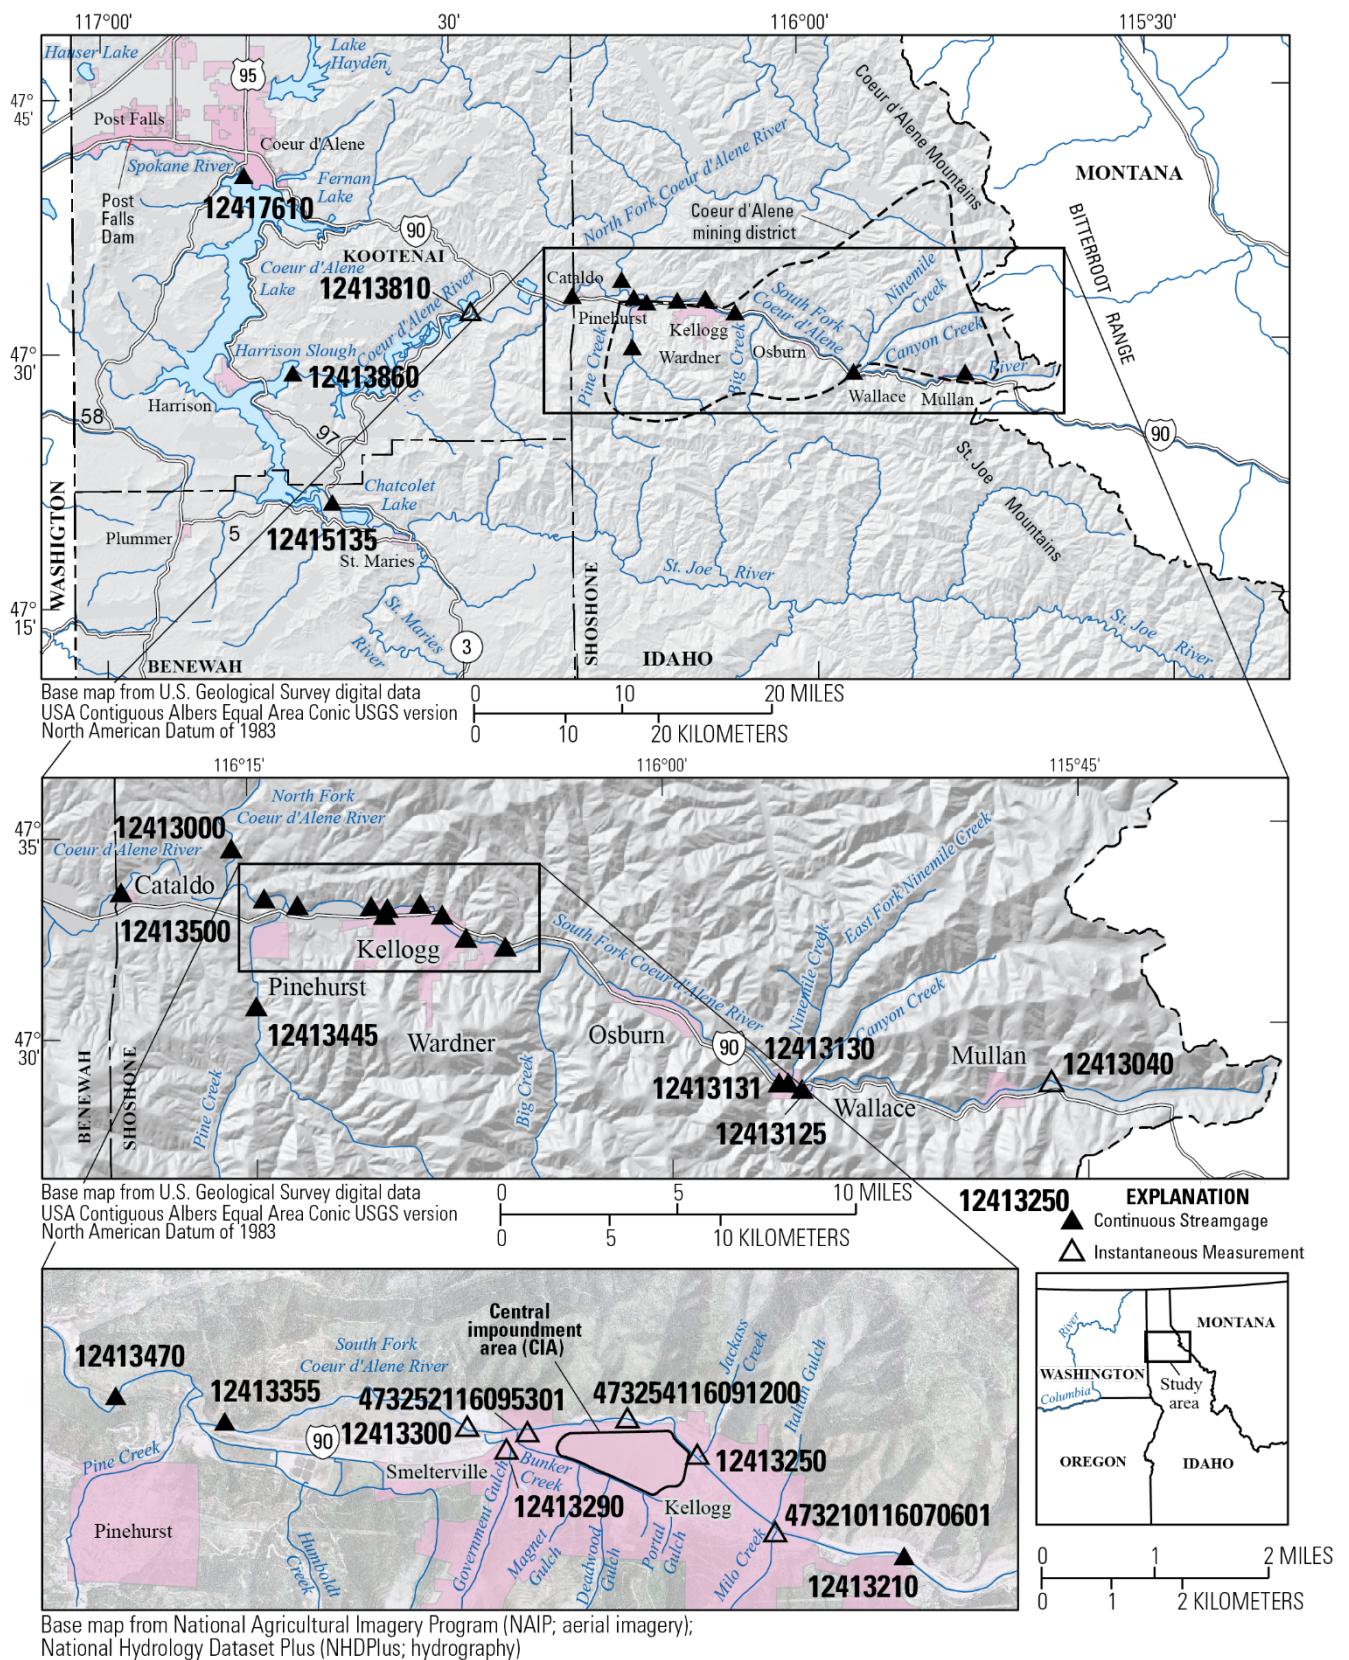 117°00'
30'
116°00'
115°30'
Hauser Lake
Lake
Hayden
95
47°
45'
Post Falls
Coeur d'Alene
Spokane River
Fernan
Lake
Post
Falls
Dam
12417610
90
KOOTENAI
Coeur d'Alene
Lake
12413810
Coeur d'Alene River
North Fork Coeur d'Alene River
Coeur d'Alene
mining district
Coeur d'Alene Mountains
MONTANA
BITTERROOT RANGE
Cataldo
Pinehurst
Kellogg
Wardner
Pine Creek
Big Creek
Osburn
South Fork
Coeur d'Alene
River
Ninemile
Creek
Canyon Creek
Wallace
Mullan
47°
30'
Harrison Slough
12413860
Harrison
E
58
97
90
Chatcolet
Lake
St. Joe
Mountains
Plummer
5
12415135
St. Maries
WASHIGTON
SHOSHONE
St. Joe River
St. Joe
River
47°
15'
St. Maries
River
3
BENEWAH
IDAHO
Base map from U.S. Geological Survey digital data
USA Contiguous Albers Equal Area Conic USGS version
North American Datum of 1983
0 10 20 MILES
0 10 20 KILOMETERS
116°15'
116°00'
115°45'
47°
35'
North Fork
Coeur d'Alene River
12413000
Coeur d'Alene River
Cataldo
12413500
Kellogg
Pinehurst
12413445
Wardner
47°
30'
BENEWAH
SHOSHONE
Pine Creek
Big Creek
South Fork Coeur d'Alene River
Osburn
90
Ninemile Creek
East Fork Ninemile Creek
Canyon Creek
12413130
12413131
12413125
Wallace
Mullan
12413040
Base map from U.S. Geological Survey digital data
USA Contiguous Albers Equal Area Conic USGS version
North American Datum of 1983
0 5 10 MILES
0 5 10 KILOMETERS
12413250
EXPLANATION
Continuous Streamgage
Instantaneous Measurement
Central
impoundment
area (CIA)
South Fork
Coeur d'Alene River
Jackass
Creek
Italian Gulch
12413470
12413355
473252116095301
473254116091200
12413300
90
Pine Creek
Smelterville
Bunker
Creek
12413250
12413290
Kellogg
473210116070601
Pinehurst
Humboldt
Creek
Government Gulch
Magnet
Gulch
Deadwood
Gulch
Portal
Gulch
Milo Creek
12413210
Base map from National Agricultural Imagery Program (NAIP; aerial imagery);
National Hydrology Dataset Plus (NHDPlus; hydrography)
River
MONTANA
WASHINGTON
Columbia
Study
area
OREGON
IDAHO
0 1 2 MILES
0 1 2 KILOMETERS